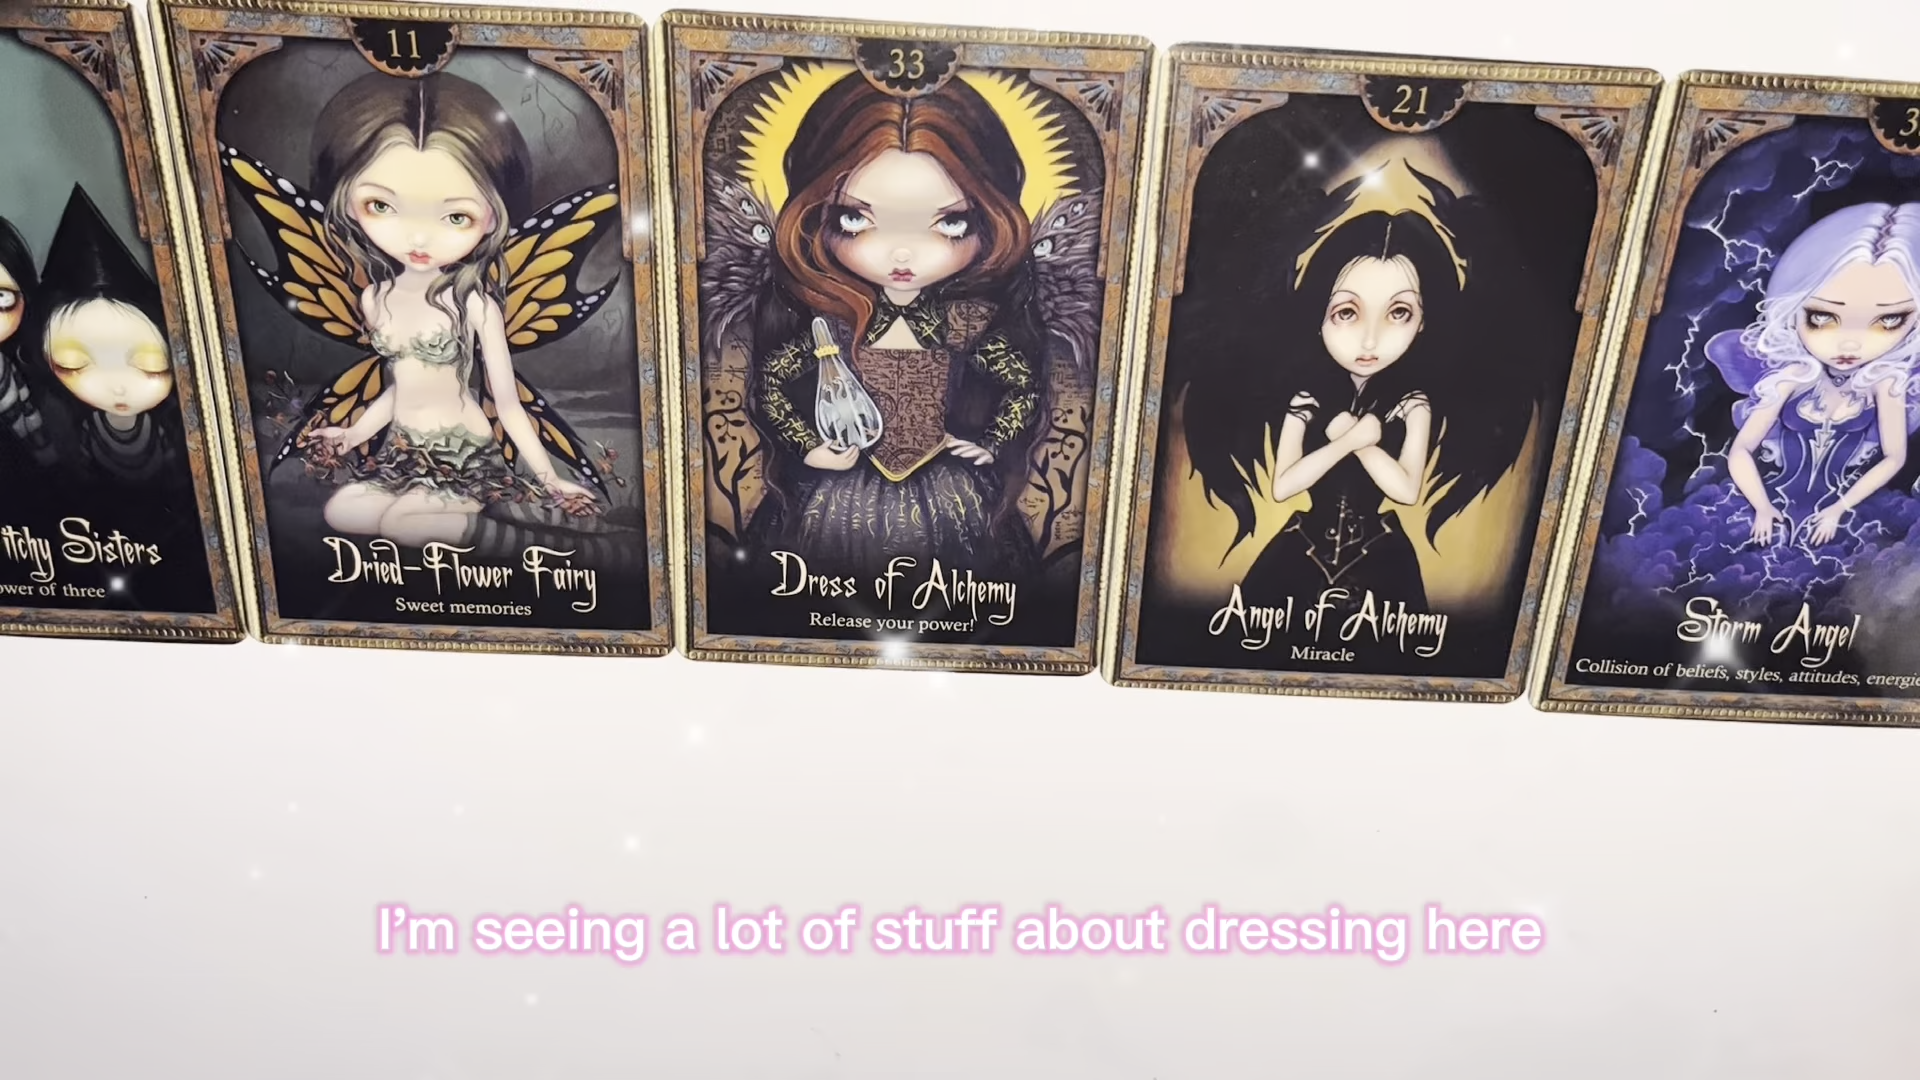 11
33
21
itchy Sisters
ower of three
Dried-Flower Fairy
Sweet memories
Dress of Alchemy
Release your power!
Angel of Alchemy
Miracle
Storm Angel
Collision of beliefs, styles, attitudes, energie
I'm seeing a lot of stuff about dressing here